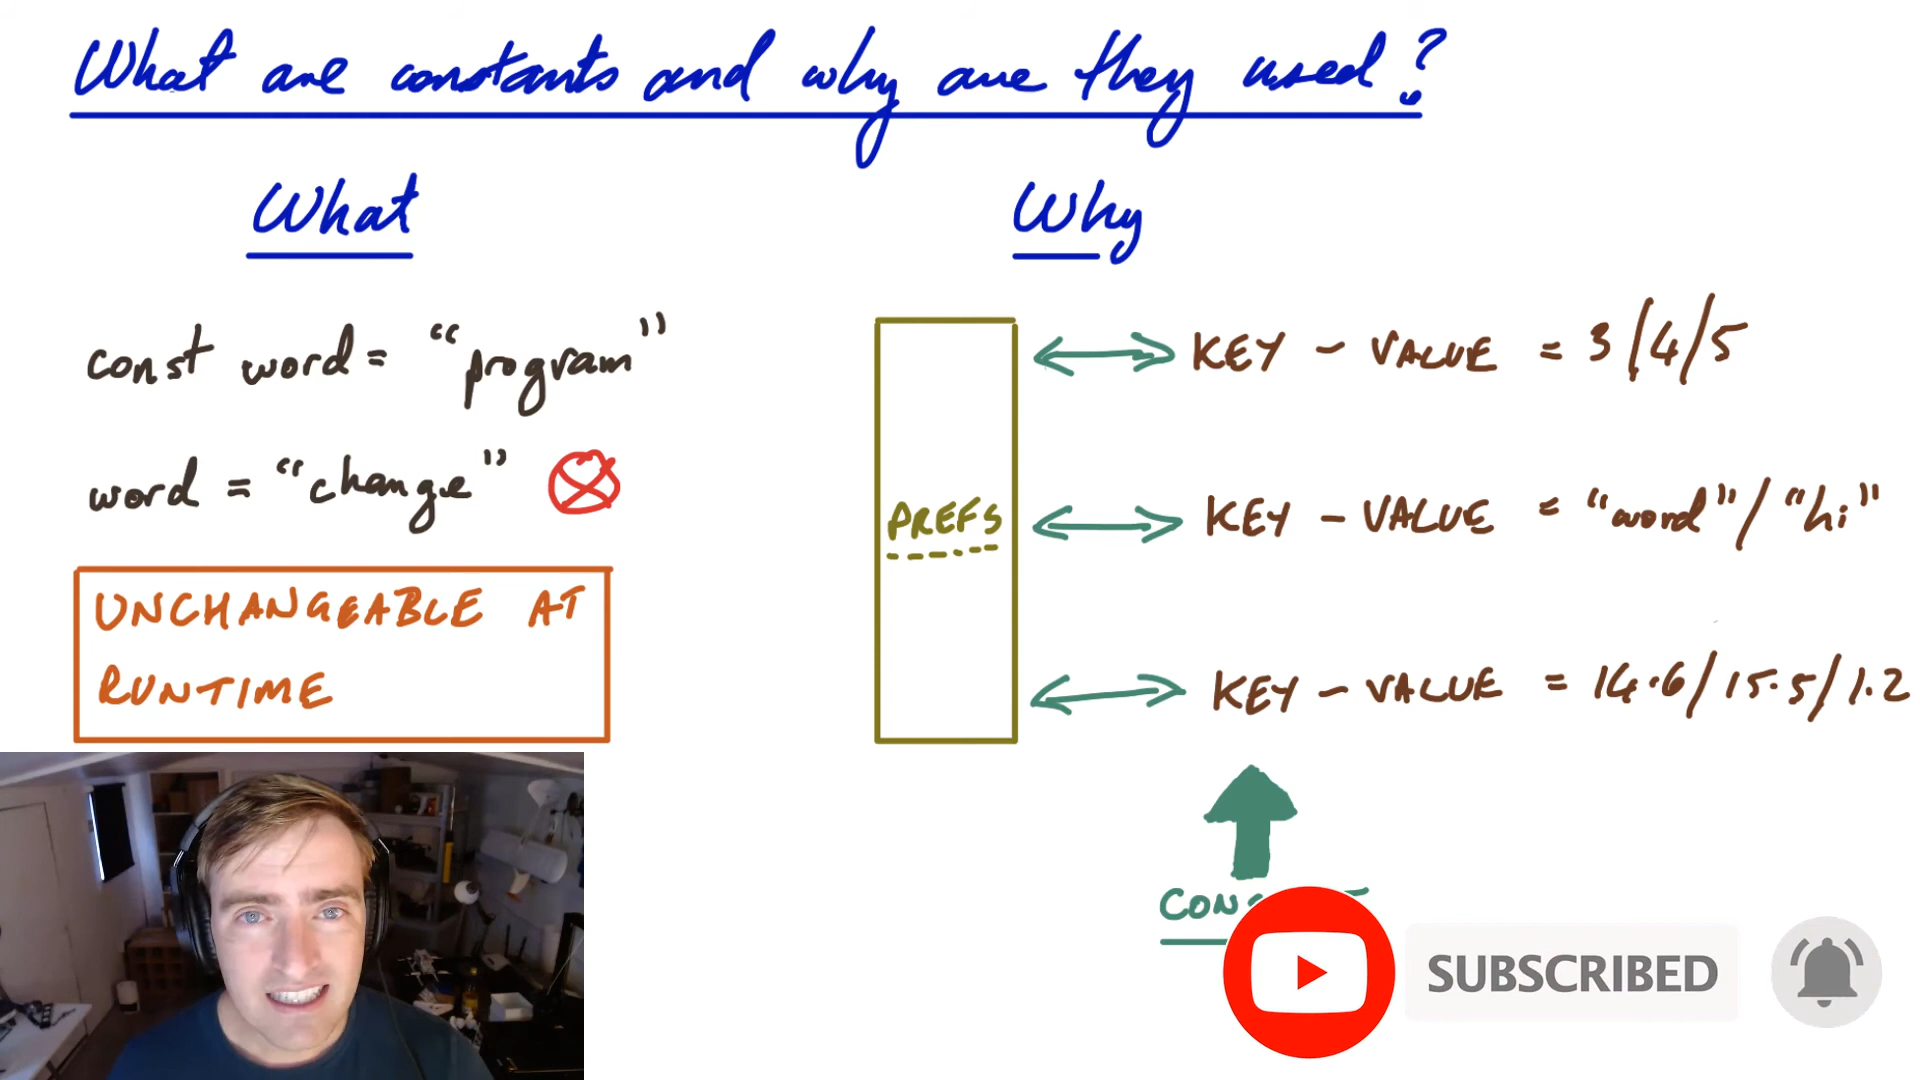 What are constants and why are they used?
What
const word = “program”
word = “change”
UNCHANGEABLE AT
RUNTIME
Why
PREFS
KEY - VALUE = 3/4/5
KEY - VALUE = “word”/“hi”
KEY - VALUE = 14.6/15.5/1.2
SUBSCRIBED